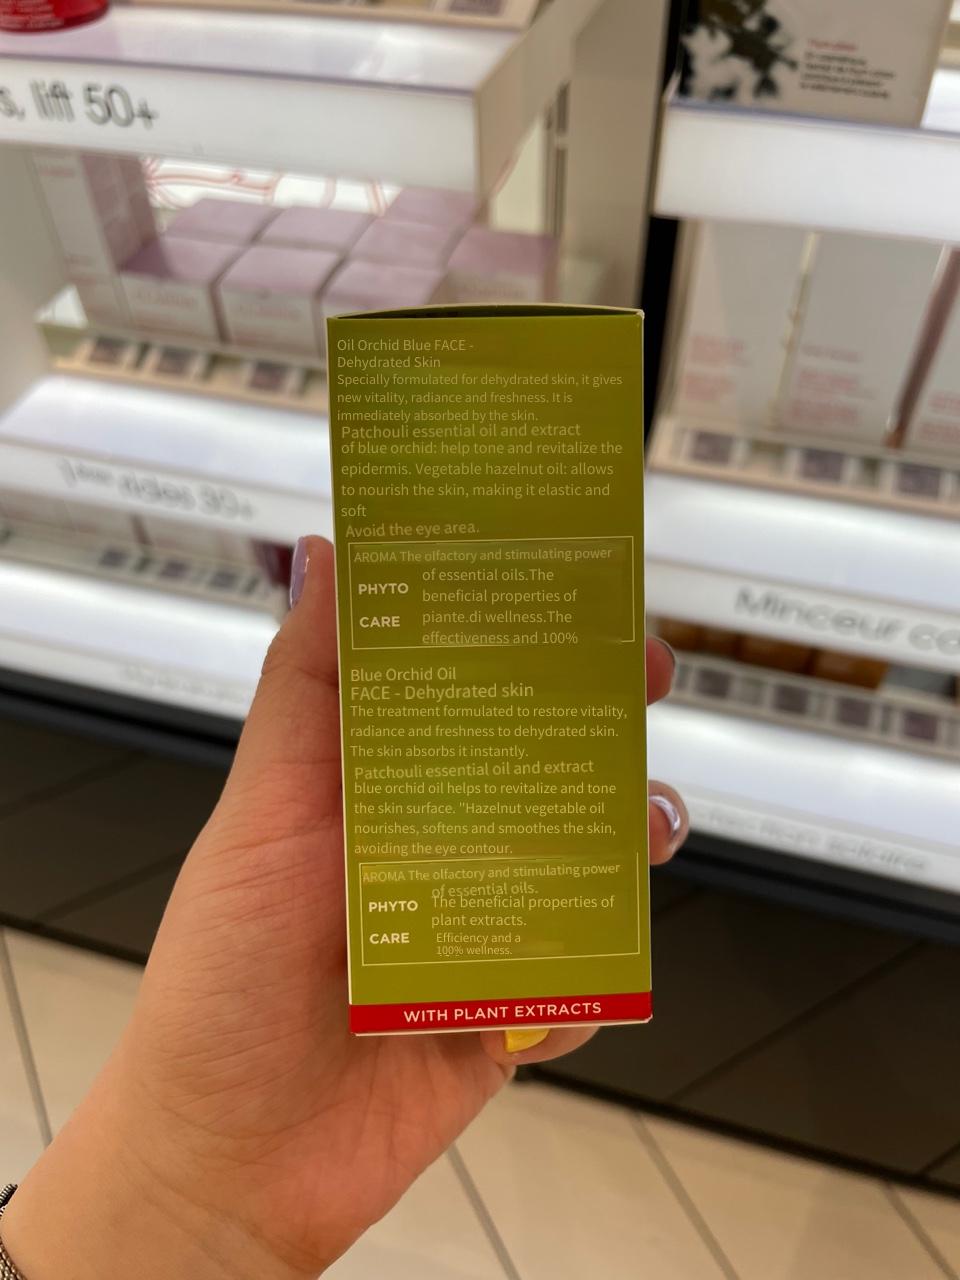 s, lift 50+
1ères rides 30+
Minceur co
Oil Orchid Blue FACE -
Dehydrated Skin
Specially formulated for dehydrated skin, it gives
new vitality, radiance and freshness. It is
immediately absorbed by the skin.
Patchouli essential oil and extract
of blue orchid: help tone and revitalize the
epidermis. Vegetable hazelnut oil: allows
to nourish the skin, making it elastic and
soft
Avoid the eye area.
AROMA The olfactory and stimulating power
of essential oils.The
PHYTO
beneficial properties of
CARE
piante.di wellness.The
effectiveness and 100%
Blue Orchid Oil
FACE - Dehydrated skin
The treatment formulated to restore vitality,
radiance and freshness to dehydrated skin.
The skin absorbs it instantly.
Patchouli essential oil and extract
blue orchid oil helps to revitalize and tone
the skin surface. "Hazelnut vegetable oil
nourishes, softens and smoothes the skin,
avoiding the eye contour.
AROMA The olfactory and stimulating power
of essential oils.
PHYTO
The beneficial properties of
plant extracts.
CARE
Efficiency and a
100% wellness.
WITH PLANT EXTRACTS